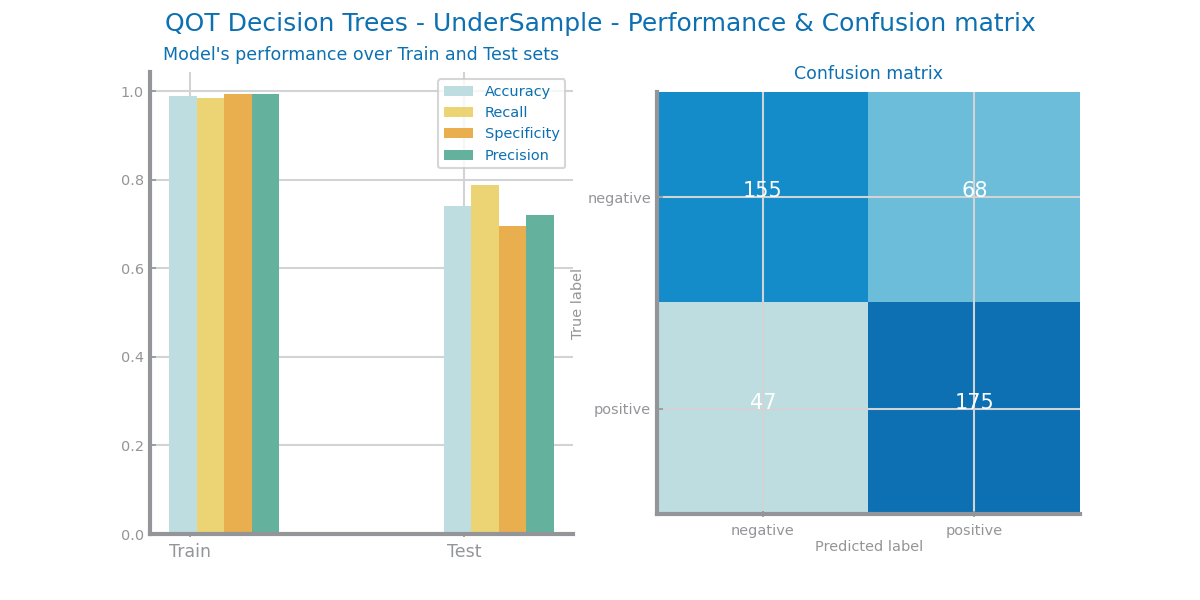 QOT Decision Trees - UnderSample - Performance & Confusion matrix
Model's performance over Train and Test sets
1.0
0.8
0.6
0.4
0.2
0.0
Train
Test
Accuracy
Recall
Specificity
Precision
Confusion matrix
True label
negative
positive
155
68
47
175
negative
positive
Predicted label